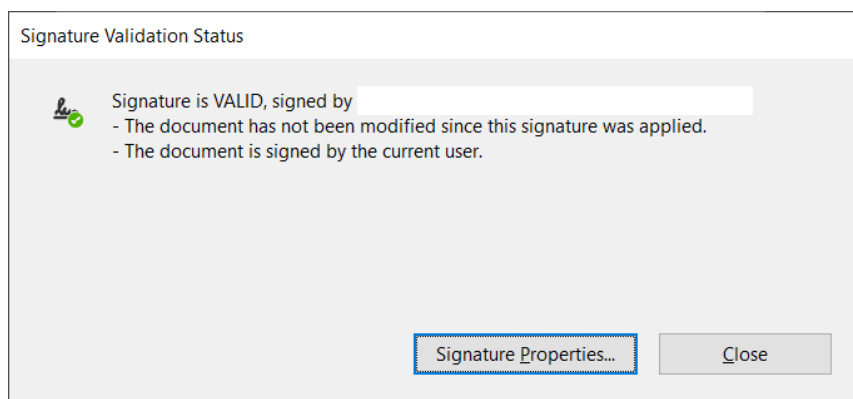 Signature Validation Status
Signature is VALID, signed by
- The document has not been modified since this signature was applied.
- The document is signed by the current user.
Signature Properties... Close